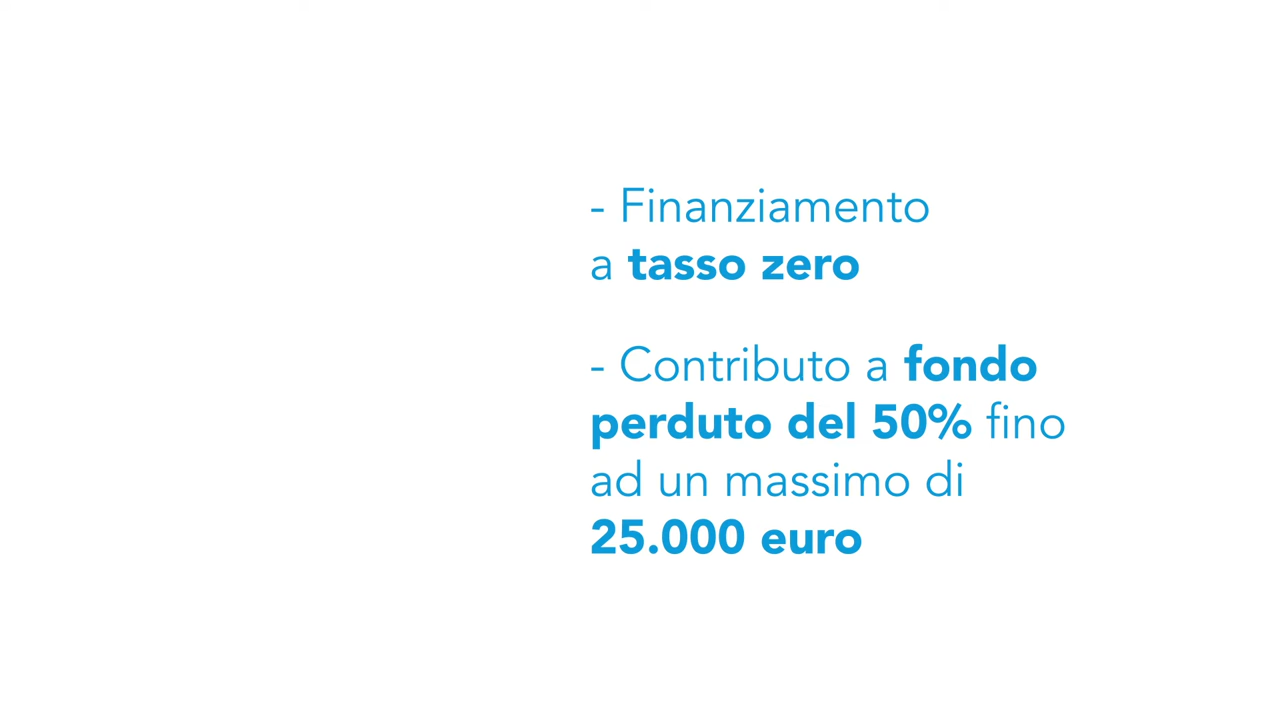 - Finanziamento
a tasso zero
- Contributo a fondo
perduto del 50% fino
ad un massimo di
25.000 euro